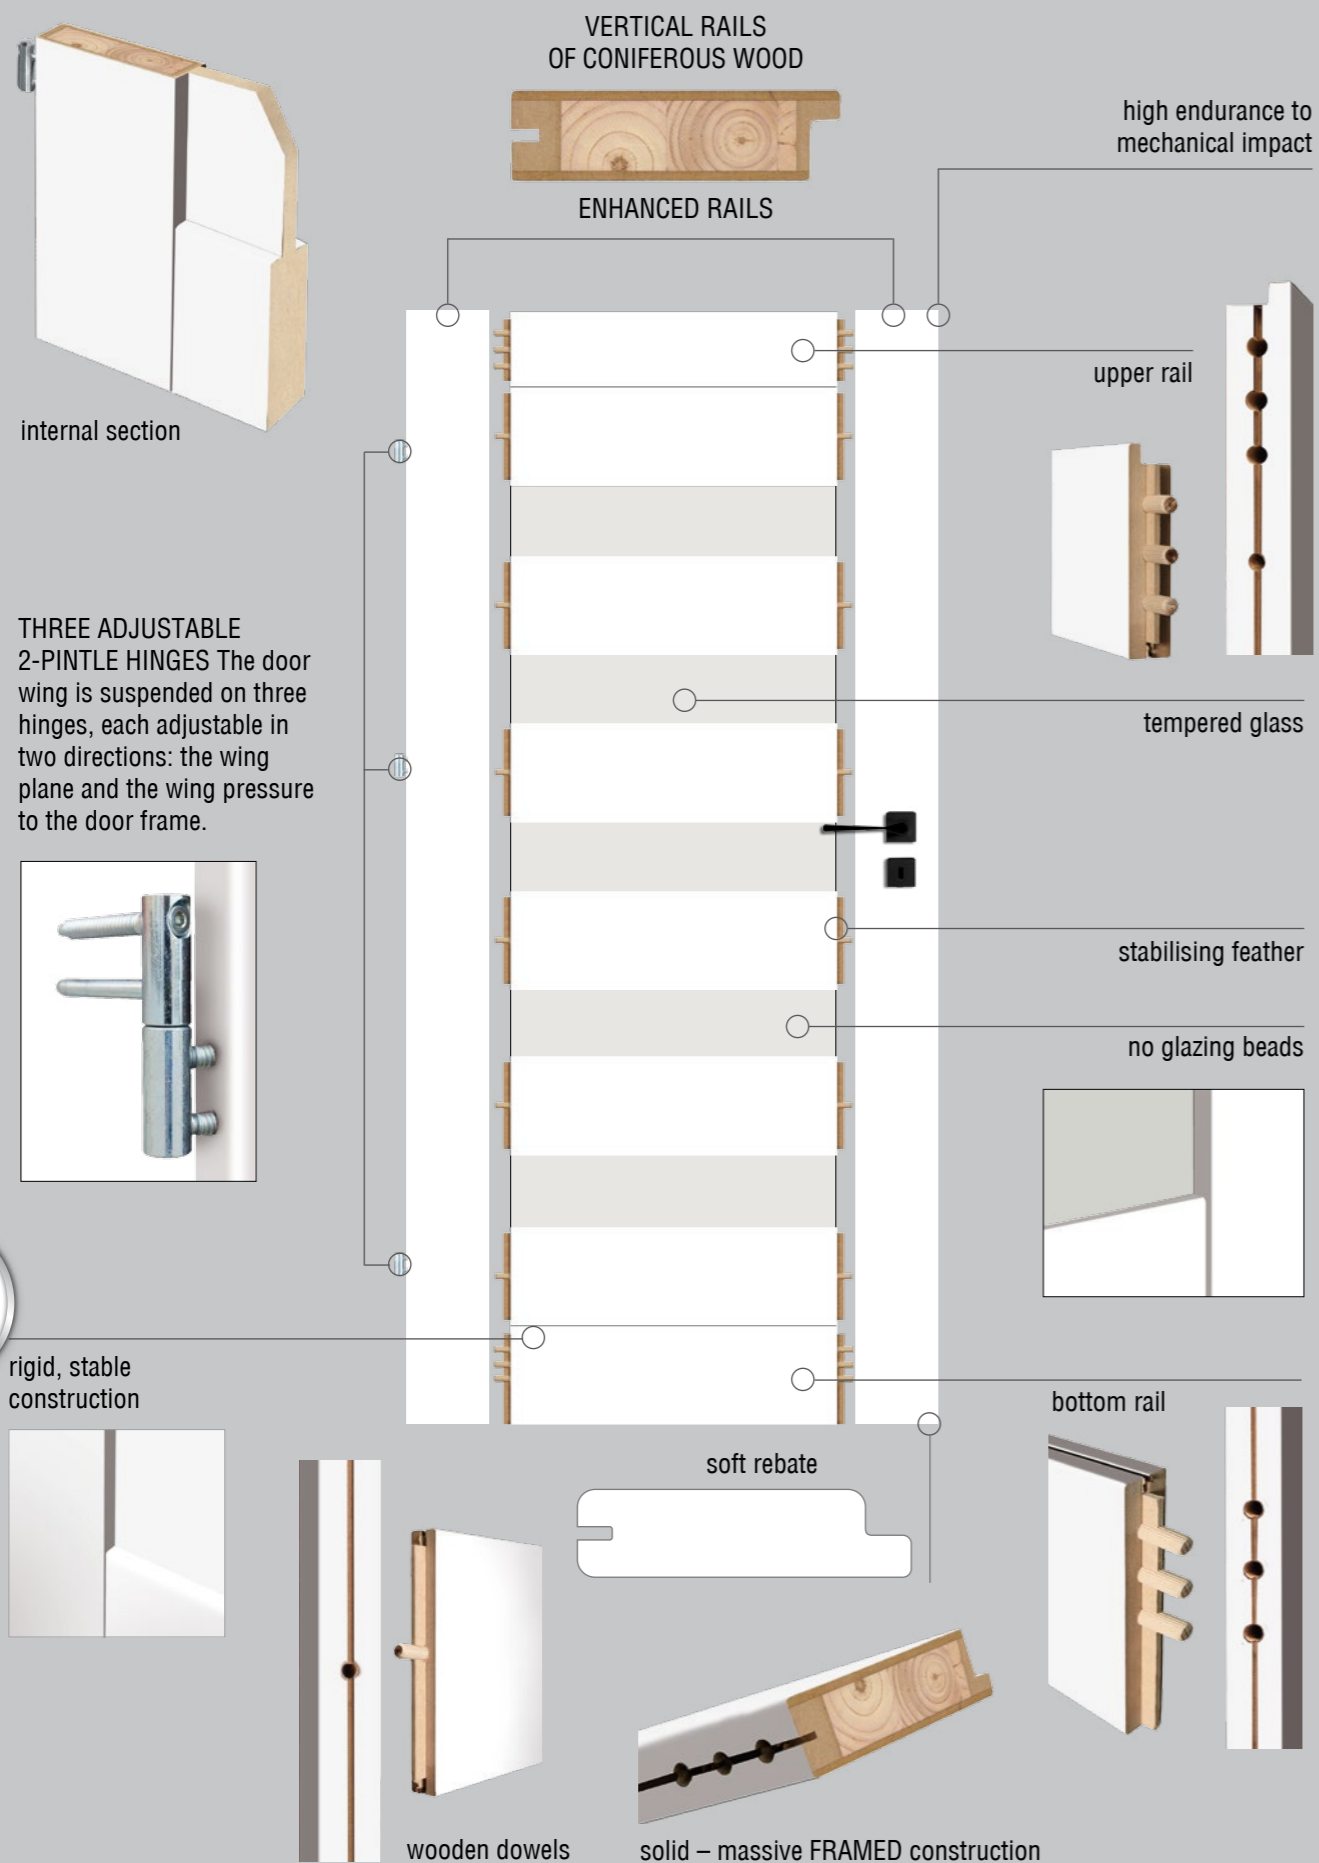 VERTICAL RAILS
OF CONIFEROUS WOOD
ENHANCED RAILS
high endurance to
mechanical impact
internal section
upper rail
THREE ADJUSTABLE
2-PINTLE HINGES The door
wing is suspended on three
hinges, each adjustable in
two directions: the wing
plane and the wing pressure
to the door frame.
tempered glass
stabilising feather
no glazing beads
rigid, stable
construction
bottom rail
soft rebate
wooden dowels
solid – massive FRAMED construction